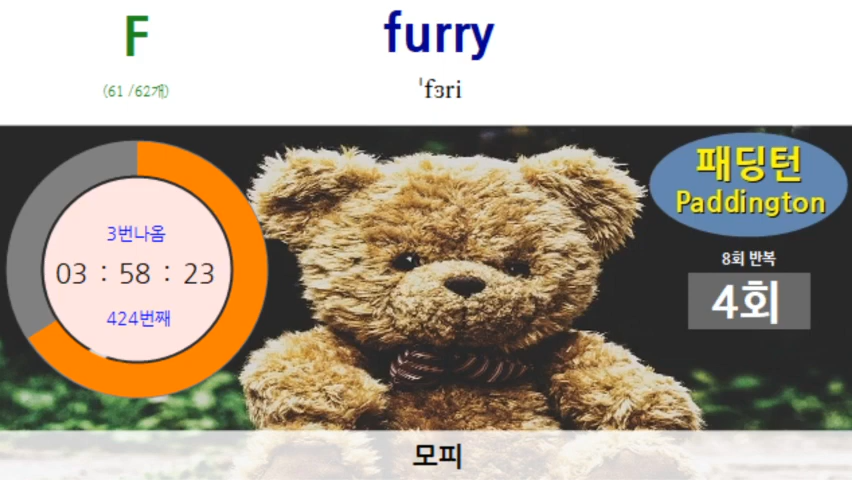 F
furry
(61 /62개)
ˈfɜri
패딩턴
Paddington
3번나옴
03 : 58 : 23
424번째
8회 반복
4회
모피